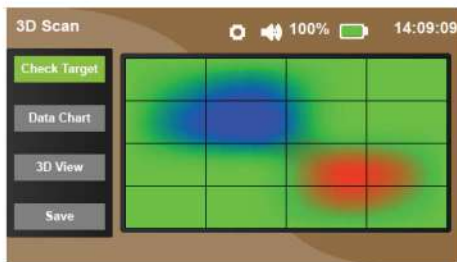 3D Scan
100%
14:09:09
Check Target
Data Chart
3D View
Save